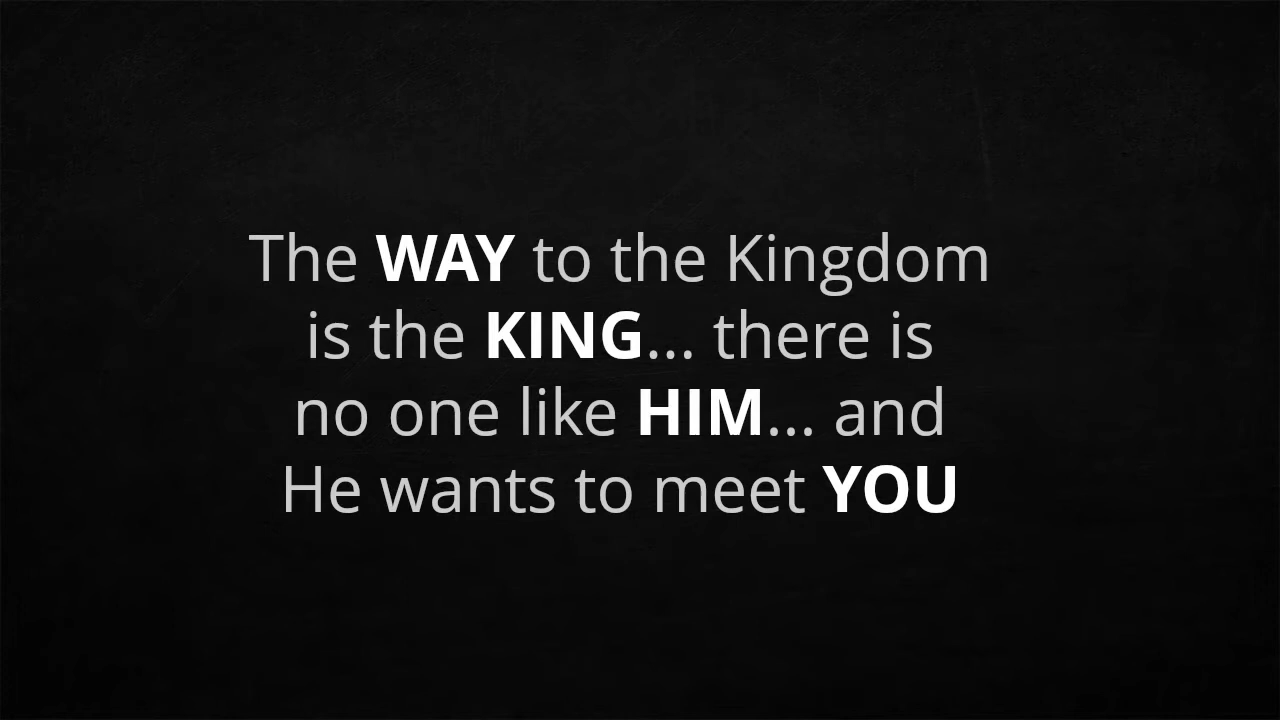 The WAY to the Kingdom
is the KING... there is
no one like HIM... and
He wants to meet YOU